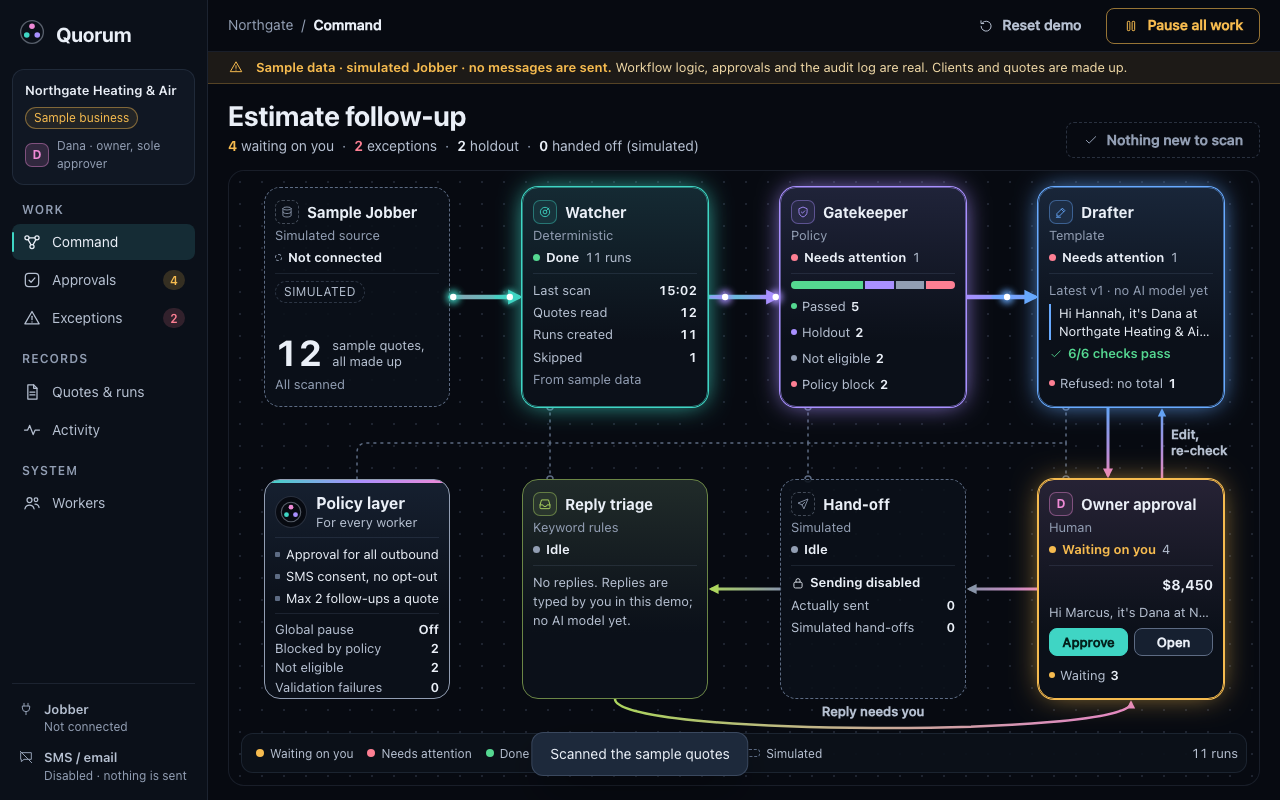 Quorum
Northgate Heating & Air
Sample business
D
Dana · owner, sole
approver
WORK
Command
Approvals 4
Exceptions 2
RECORDS
Quotes & runs
Activity
SYSTEM
Workers
Jobber
Not connected
SMS / email
Disabled · nothing is sent
Northgate / Command
Reset demo
Pause all work
Sample data · simulated Jobber · no messages are sent. Workflow logic, approvals and the audit log are real. Clients and quotes are made up.
Estimate follow-up
4 waiting on you · 2 exceptions · 2 holdout · 0 handed off (simulated)
Nothing new to scan
Sample Jobber
Simulated source
Not connected
SIMULATED
12 sample quotes,
all made up
All scanned
Watcher
Deterministic
Done 11 runs
Last scan 15:02
Quotes read 12
Runs created 11
Skipped 1
From sample data
Gatekeeper
Policy
Needs attention 1
Passed 5
Holdout 2
Not eligible 2
Policy block 2
Drafter
Template
Needs attention 1
Latest v1 · no AI model yet
Hi Hannah, it's Dana at
Northgate Heating & Ai…
6/6 checks pass
Refused: no total 1
Edit,
re-check
Policy layer
For every worker
Approval for all outbound
SMS consent, no opt-out
Max 2 follow-ups a quote
Global pause Off
Blocked by policy 2
Not eligible 2
Validation failures 0
Reply triage
Keyword rules
Idle
No replies. Replies are
typed by you in this demo;
no AI model yet.
Hand-off
Simulated
Idle
Sending disabled
Actually sent 0
Simulated hand-offs 0
D
Owner approval
Human
Waiting on you 4
$8,450
Hi Marcus, it's Dana at N…
Approve Open
Waiting 3
Reply needs you
Waiting on you Needs attention Done
Scanned the sample quotes
Simulated
11 runs